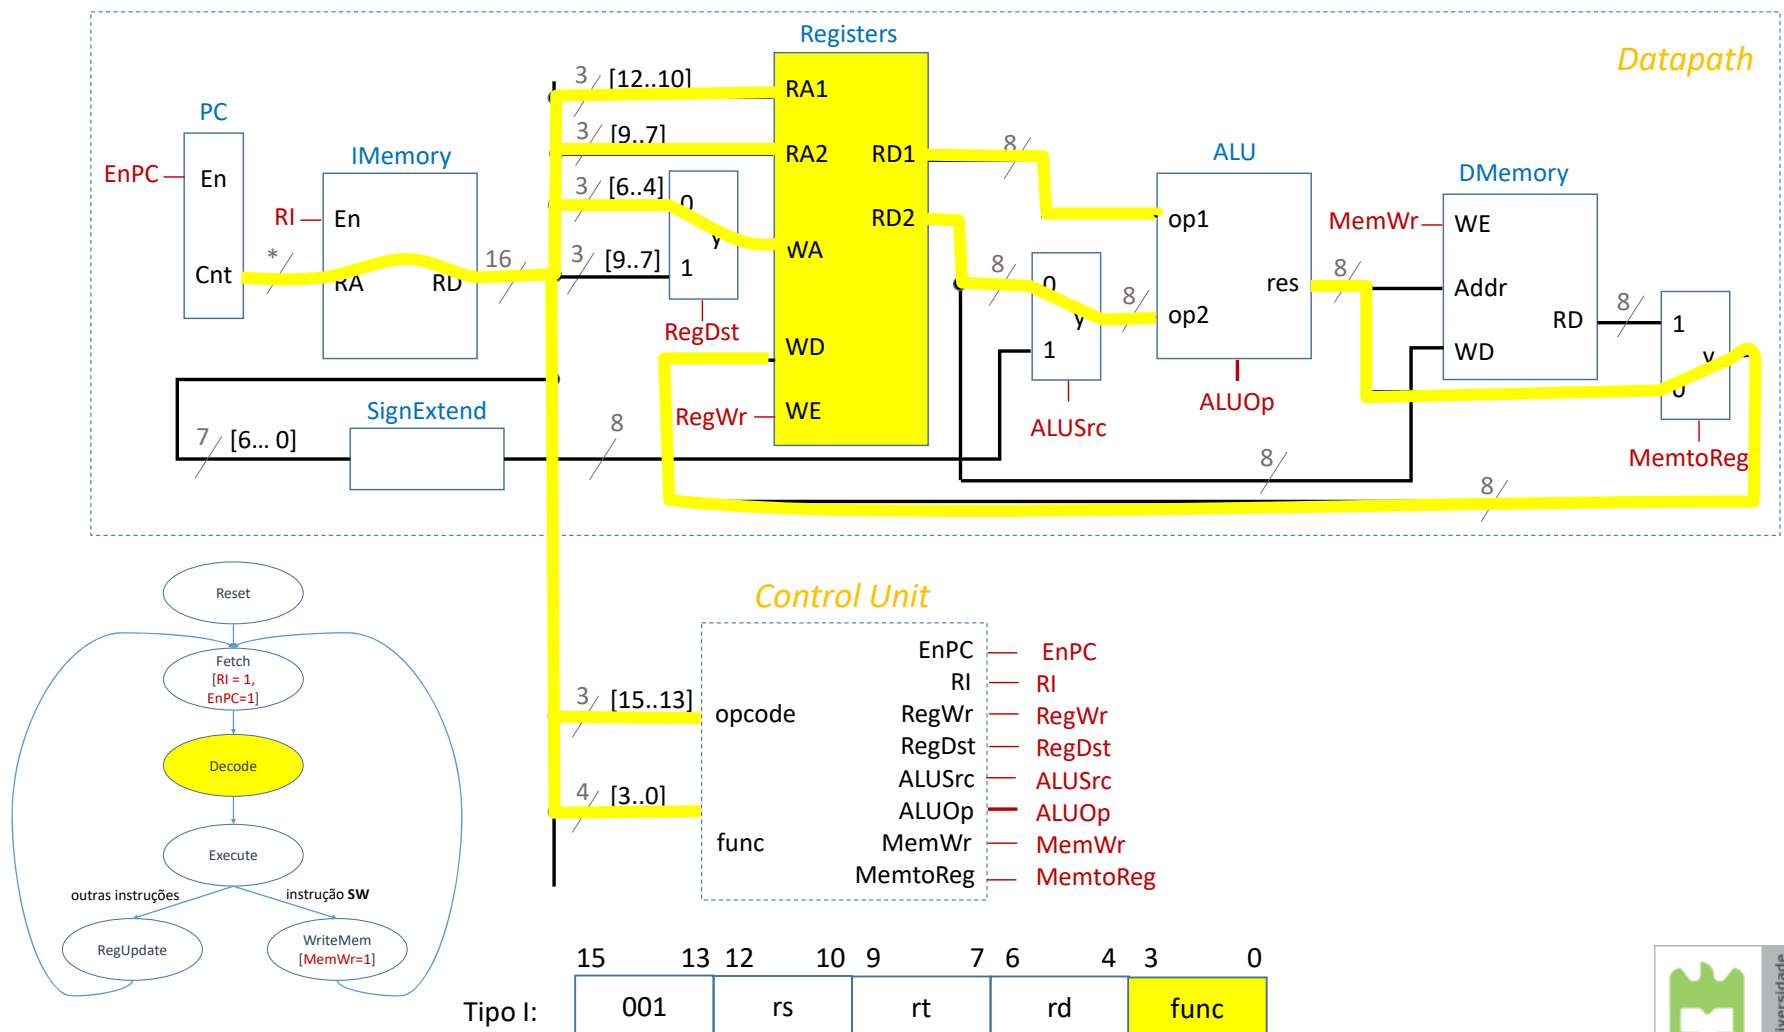 Registers
Datapath
3 [12..10]
RA1
PC
3 [9..7]
IMemory
RA2
RD1
8
ALU
DMemory
EnPC
En
3 [6..4]
0
y
RI
En
RD2
op1
MemWr
WE
WA
*
16
3 [9..7]
1
8
0
8
8
Cnt
RA
RD
y
res
Addr
op2
RD
8
1
RegDst
WD
1
WD
y
0
SignExtend
RegWr
WE
ALUSrc
ALUOp
7 [6... 0]
8
8
MemtoReg
8
Reset
Control Unit
Fetch
[RI = 1,
EnPC=1]
EnPC
EnPC
RI
RI
3 [15..13]
opcode
RegWr
RegWr
RegDst
RegDst
Decode
ALUSrc
ALUSrc
4 [3..0]
ALUOp
ALUOp
func
MemWr
MemWr
Execute
MemtoReg
MemtoReg
outras instruções
instrução SW
RegUpdate
WriteMem
[MemWr=1]
15 13 12 10 9 7 6 4 3 0
Tipo I: 001 rs rt rd func